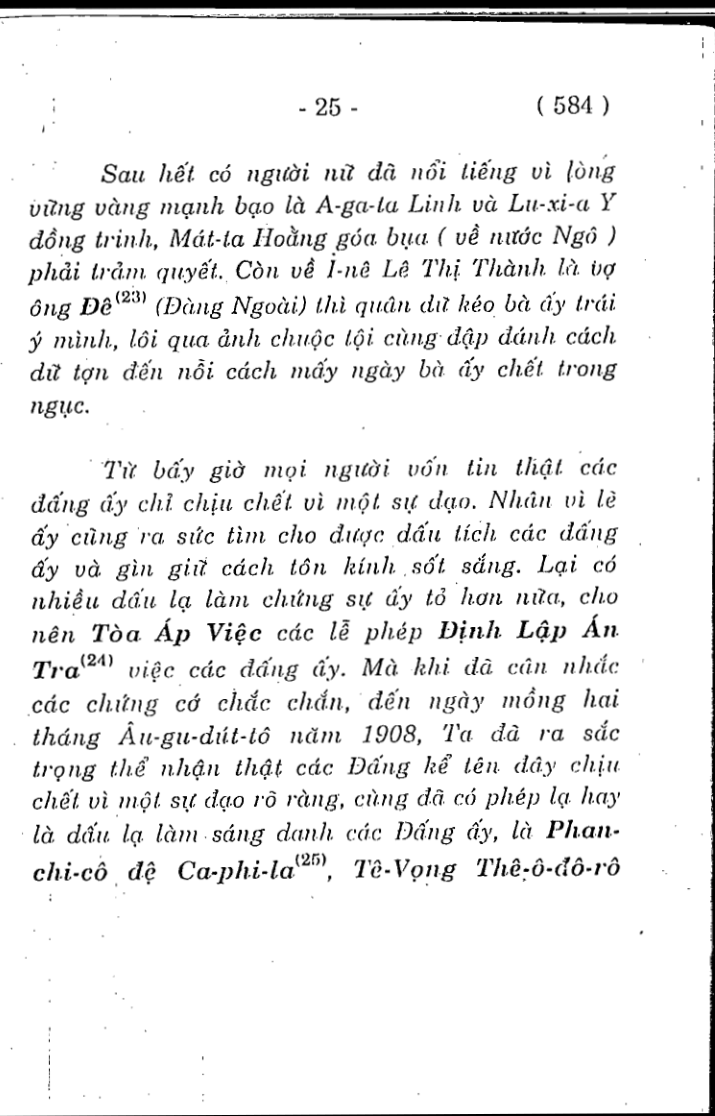 - 25 - ( 584 )
Sau hết có người nữ đã nổi tiếng vì lòng
vững vàng mạnh bạo là A-ga-ta Linh và Lu-xi-a Y
đồng trinh, Mát-ta Hoằng góa bụa ( về nước Ngô )
phải trảm quyết. Còn về I-nê Lê Thị Thành là vợ
ông Đê(23) (Đàng Ngoài) thì quân dữ kéo bà ấy trái
ý mình, lôi qua ảnh chuộc tội cùng đập đánh cách
dữ tợn đến nỗi cách mấy ngày bà ấy chết trong
ngục.
Từ bấy giờ mọi người vốn tin thật các
đấng ấy chỉ chịu chết vì một sự đạo. Nhân vì lẽ
ấy cũng ra sức tìm cho được dấu tích các đấng
ấy và gìn giữ cách tôn kính sốt sắng. Lại có
nhiều dấu lạ làm chứng sự ấy tỏ hơn nữa, cho
nên Tòa Áp Việc các lễ phép Định Lập Án
Tra(24) việc các đấng ấy. Mà khi đã cân nhắc
các chứng cớ chắc chắn, đến ngày mồng hai
tháng Âu-gu-dút-tô năm 1908, Ta đã ra sắc
trọng thể nhận thật các Đấng kể tên đây chịu
chết vì một sự đạo rõ ràng, cùng đã có phép lạ hay
là dấu lạ làm sáng danh các Đấng ấy, là Phan-
chi-cô đệ Ca-phi-la(25), Tê-Vọng Thê-ô-đô-rô